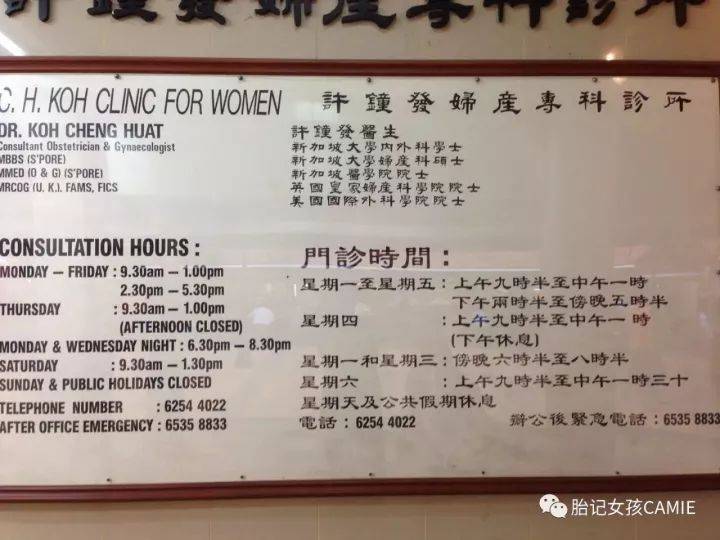 許鐘發婦產專科診所
C. H. KOH CLINIC FOR WOMEN 許鐘發婦產專科診所
DR. KOH CHENG HUAT
Consultant Obstetrician & Gynaecologist
MBBS (S'PORE)
MMED (O & G) (S'PORE)
MRCOG (U. K.). FAMS, FICS
許鐘發醫生
新加坡大學內外科學士
新加坡大學婦產科碩士
新加坡醫學院院士
英國皇家婦產科學院院士
美國國際外科學院院士
CONSULTATION HOURS :
MONDAY — FRIDAY : 9.30am — 1.00pm
2.30pm — 5.30pm
THURSDAY : 9.30am — 1.00pm
(AFTERNOON CLOSED)
MONDAY & WEDNESDAY NIGHT : 6.30pm — 8.30pm
SATURDAY : 9.30am — 1.30pm
SUNDAY & PUBLIC HOLIDAYS CLOSED
TELEPHONE NUMBER : 6254 4022
AFTER OFFICE EMERGENCY : 6535 8833
門診時間 :
星期一至星期五 : 上午九時半至中午一時
下午兩時半至傍晚五時半
星期四 : 上午九時半至中午一 時
(下午休息)
星期一和星期三 : 傍晚六時半至八時半
星期六 : 上午九時半至中午一時三十
星期天及公共假期休息
電話 : 6254 4022 辦公後緊急電話 : 6535 8833
胎记女孩CAMIE